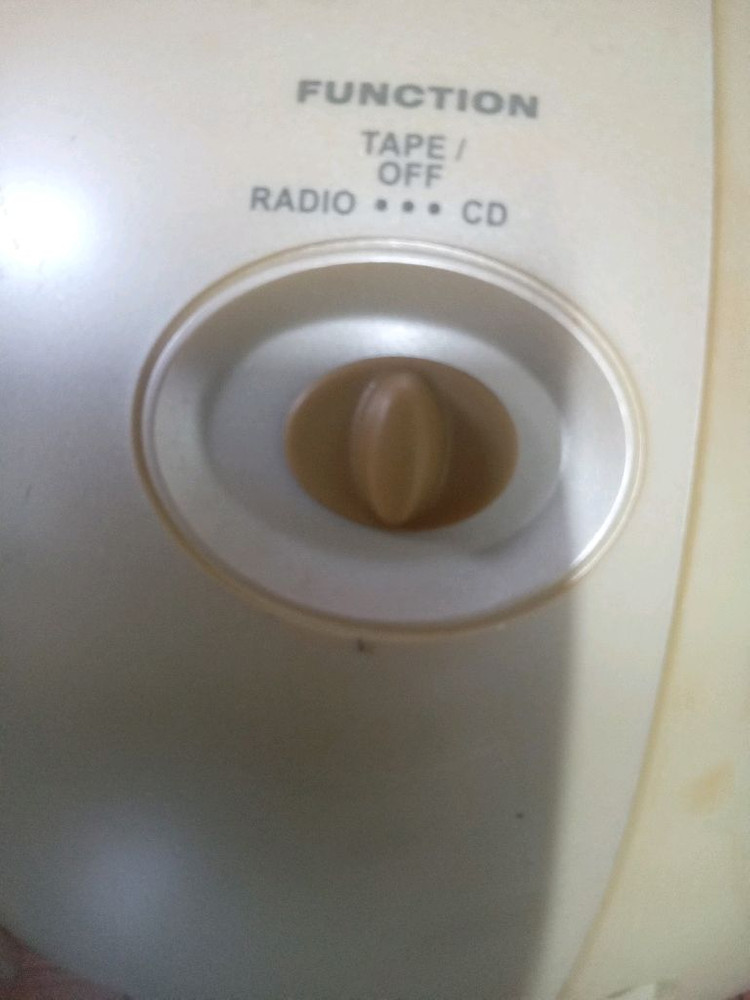 FUNCTION
TAPE /
OFF
RADIO • • • CD